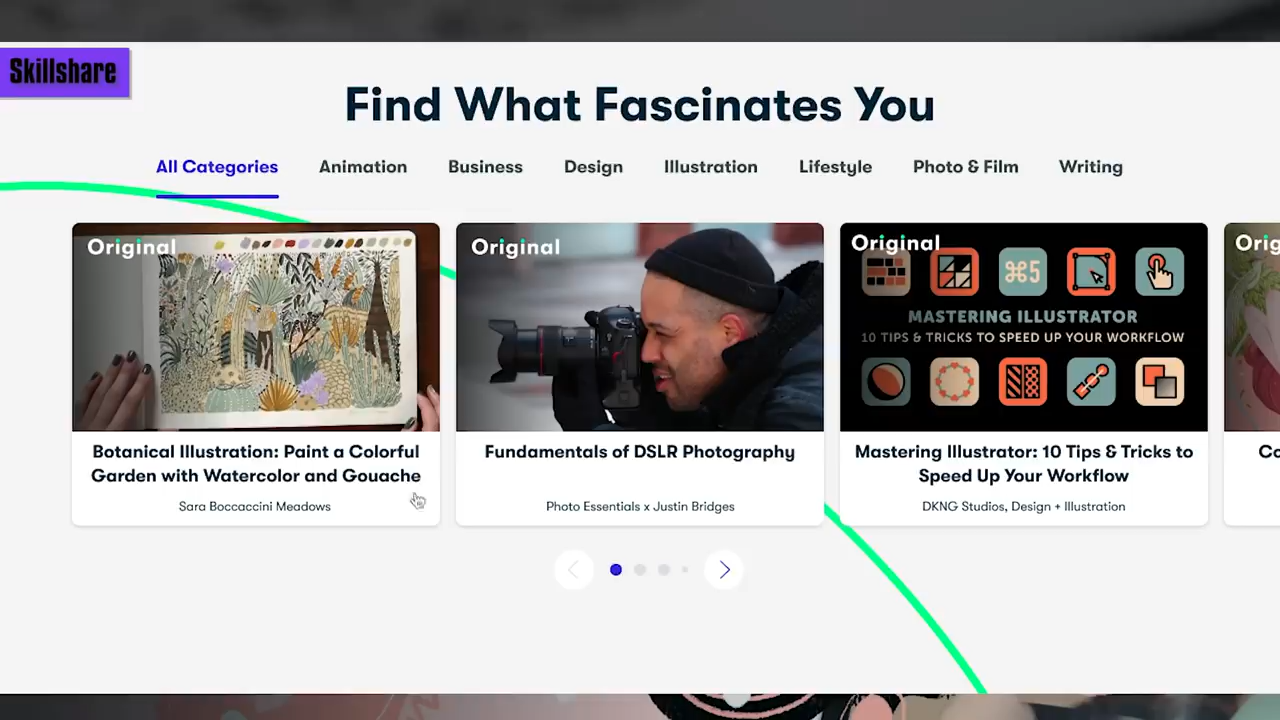 Skillshare
Find What Fascinates You
All Categories Animation Business Design Illustration Lifestyle Photo & Film Writing
Original
Original
Original
⌘5
MASTERING ILLUSTRATOR
10 TIPS & TRICKS TO SPEED UP YOUR WORKFLOW
Botanical Illustration: Paint a Colorful
Garden with Watercolor and Gouache
Sara Boccaccini Meadows
Fundamentals of DSLR Photography
Photo Essentials x Justin Bridges
Mastering Illustrator: 10 Tips & Tricks to
Speed Up Your Workflow
DKNG Studios, Design + Illustration